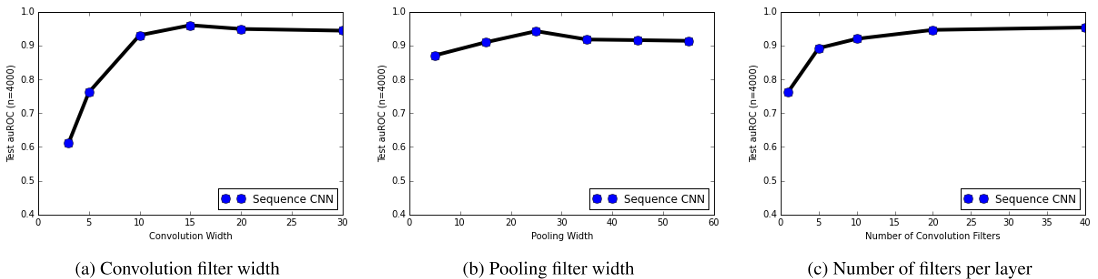 1.0
0.9
0.8
0.7
0.6
0.5
0.4
Test auROC (n=4000)
0 5 10 15 20 25 30
Convolution Width
Sequence CNN
(a) Convolution filter width
1.0
0.9
0.8
0.7
0.6
0.5
0.4
Test auROC (n=4000)
0 10 20 30 40 50 60
Pooling Width
Sequence CNN
(b) Pooling filter width
1.0
0.9
0.8
0.7
0.6
0.5
0.4
Test auROC (n=4000)
0 5 10 15 20 25 30 35 40
Number of Convolution Filters
Sequence CNN
(c) Number of filters per layer